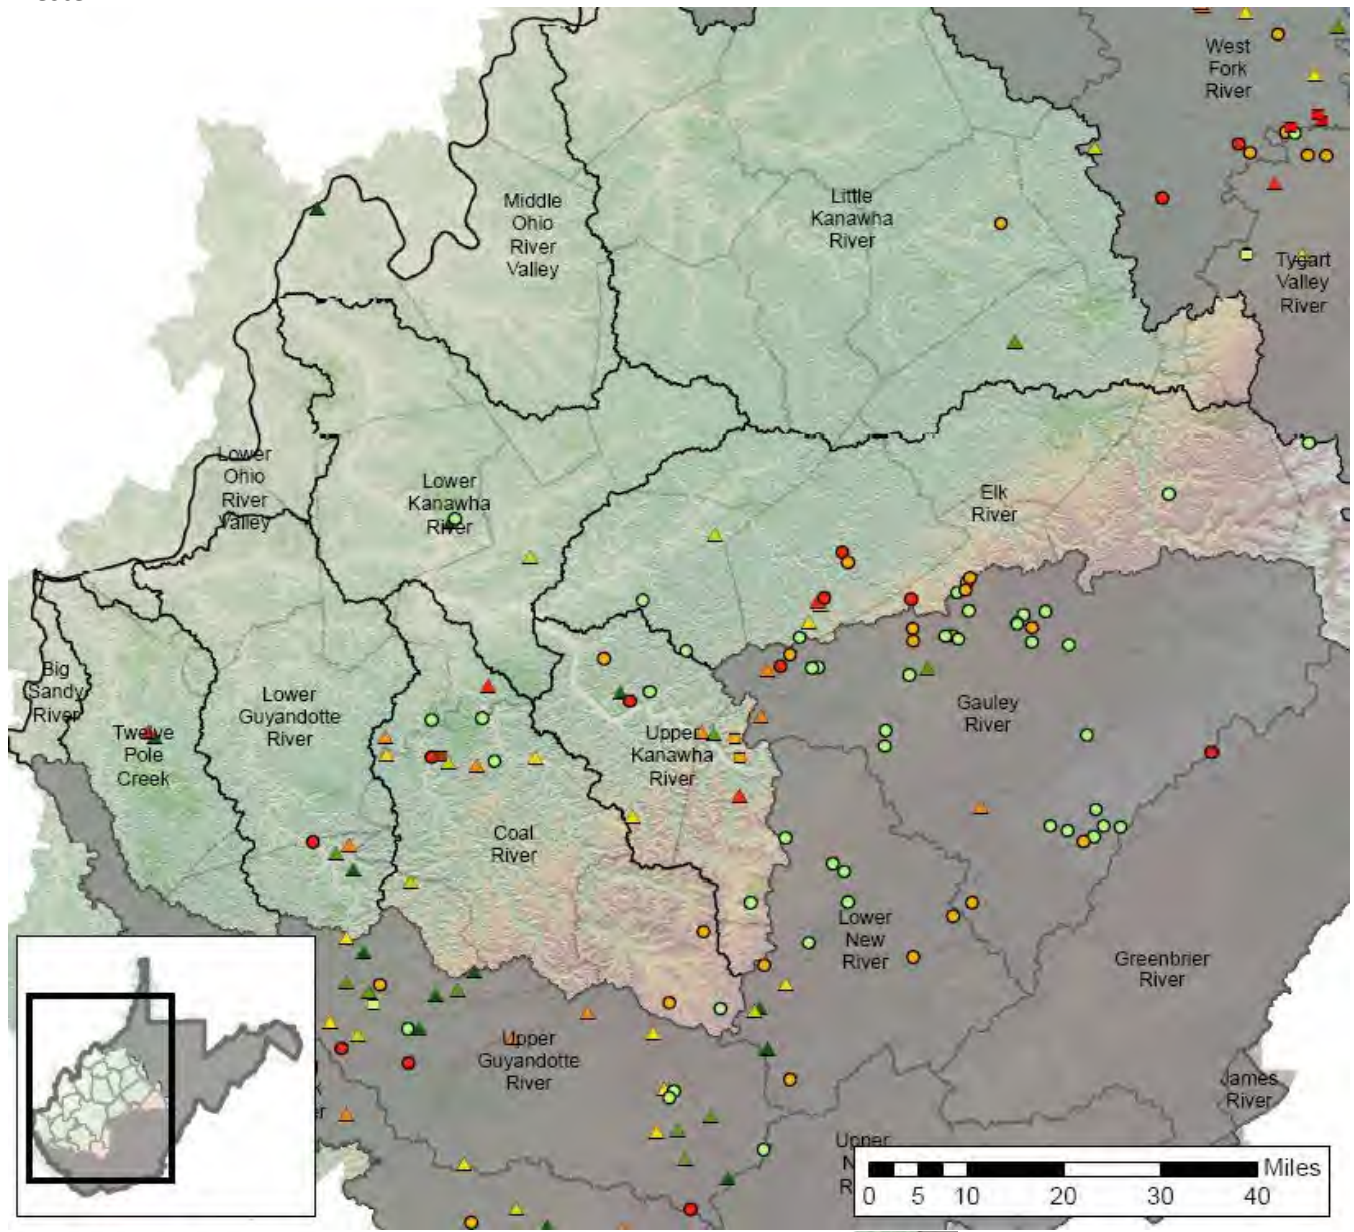 West
Fork
River
Middle
Ohio
River
Valley
Little
Kanawha
River
Tygart
Valley
River
Lower
Ohio
River
Valley
Lower
Kanawha
River
Elk
River
Big
Sandy
River
Twelve
Pole
Creek
Lower
Guyandotte
River
Upper
Kanawha
River
Gauley
River
Coal
River
Lower
New
River
Greenbrier
River
Upper
Guyandotte
River
James
River
Upper
Miles
0 5 10 20 30 40